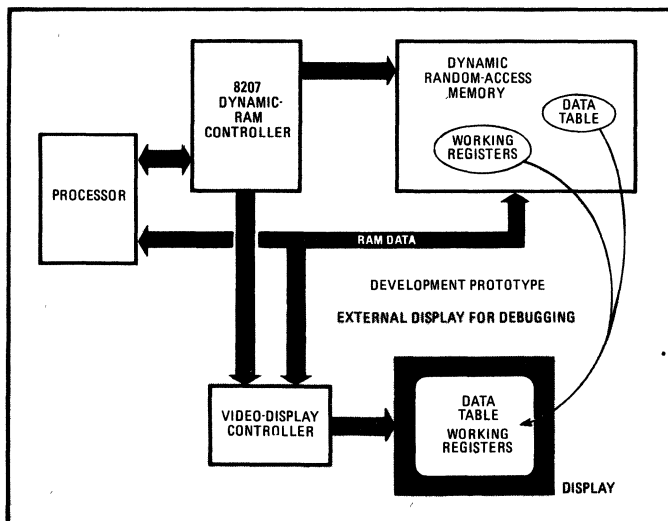 8207
DYNAMIC-
RAM
CONTROLLER
DYNAMIC
RANDOM-ACCESS
MEMORY
DATA
TABLE
WORKING
REGISTERS
PROCESSOR
RAM DATA
DEVELOPMENT PROTOTYPE
EXTERNAL DISPLAY FOR DEBUGGING
VIDEO-DISPLAY
CONTROLLER
DATA
TABLE
WORKING
REGISTERS
DISPLAY